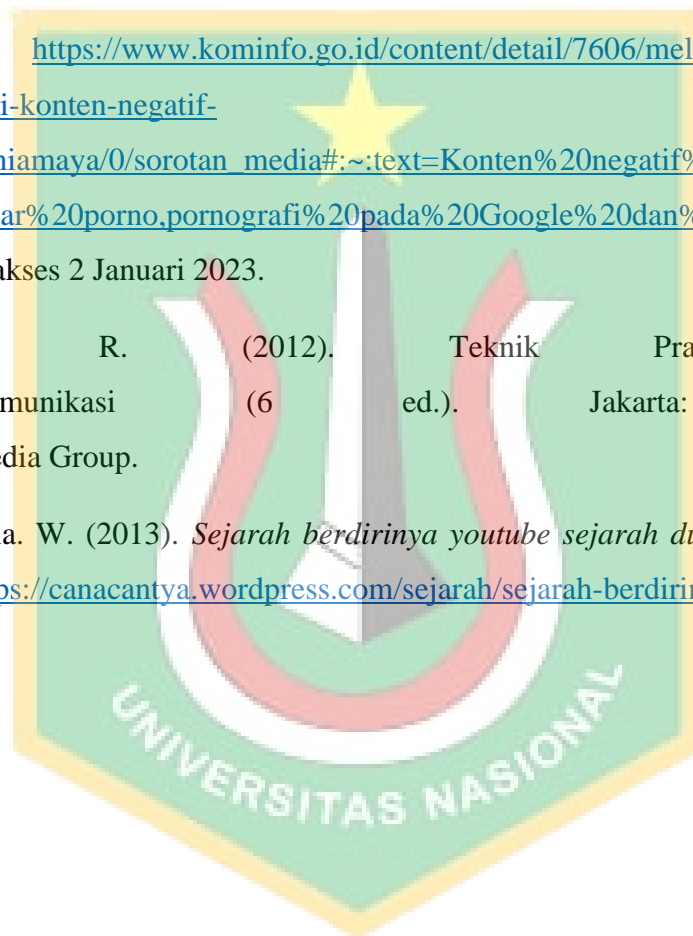 https://www.kominfo.go.id/content/detail/7606/mel
i-konten-negatif-
niamaya/0/sorotan_media#:~:text=Konten%20negatif%
ar%20porno,pornografi%20pada%20Google%20dan%
akses 2 Januari 2023.
R. (2012). Teknik Pra
munikasi (6 ed.). Jakarta:
edia Group.
a. W. (2013). Sejarah berdirinya youtube sejarah du
ps://canacantya.wordpress.com/sejarah/sejarah-berdirin
UNIVERSITAS NASIONAL